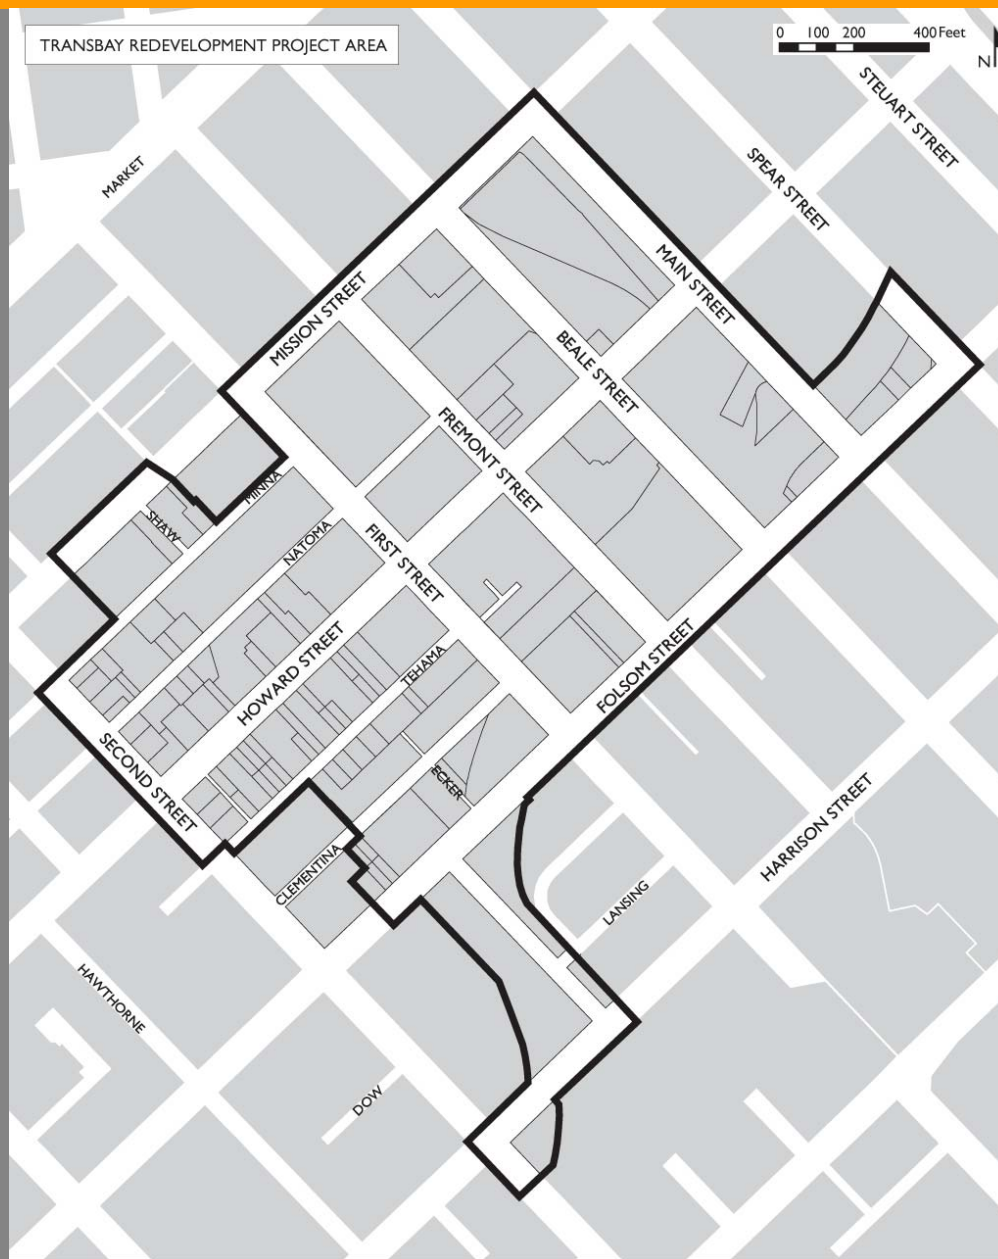 TRANSBAY REDEVELOPMENT PROJECT AREA
0 100 200 400 Feet
N
STEUART STREET
MARKET
SPEAR STREET
MAIN STREET
MISSION STREET
BEALE STREET
FREMONT STREET
MINNA
SHAW
NATOMA
FIRST STREET
HOWARD STREET
TEHAMA
FOLSOM STREET
SECOND STREET
ECKER
HARRISON STREET
CLEMENTINA
LANSING
HAWTHORNE
DOW